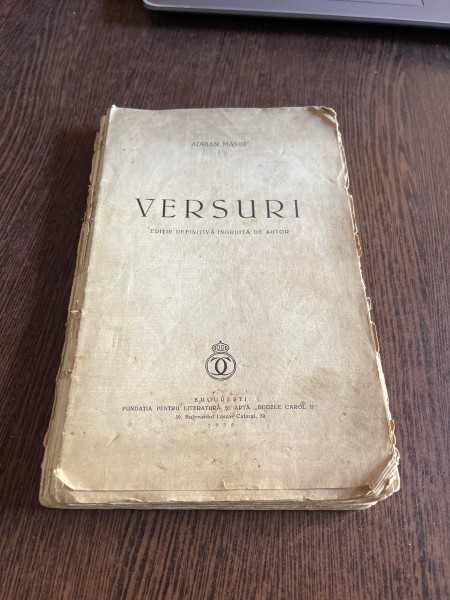 ADRIAN MANIU
VERSURI
EDIȚIE DEFINITIVĂ ÎNGRIJITĂ DE AUTOR
BUCUREȘTI
FUNDAȚIA PENTRU LITERATURĂ ȘI ARTĂ „REGELE CAROL II”
39, Bulevardul Lascar Catargi, 39